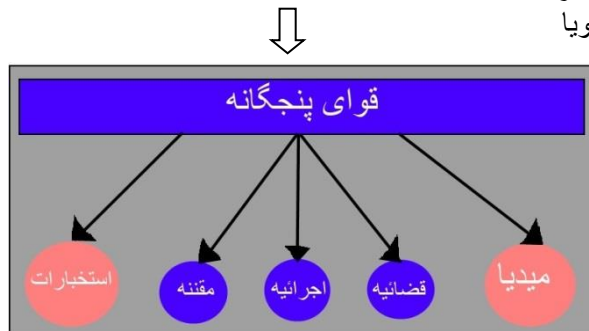 ویا
قوای پنجگانه
میدیا
قضائیه
اجرائیه
مقننه
استخبارات